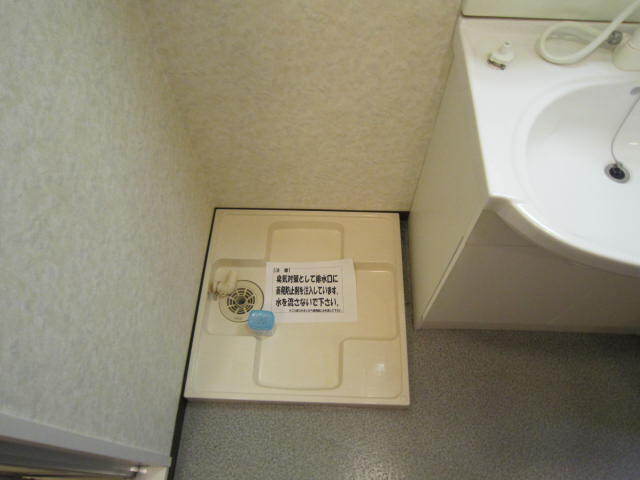 【注意】
臭気対策として排水口に
蒸発防止剤を注入しています。
水を流さないで下さい。